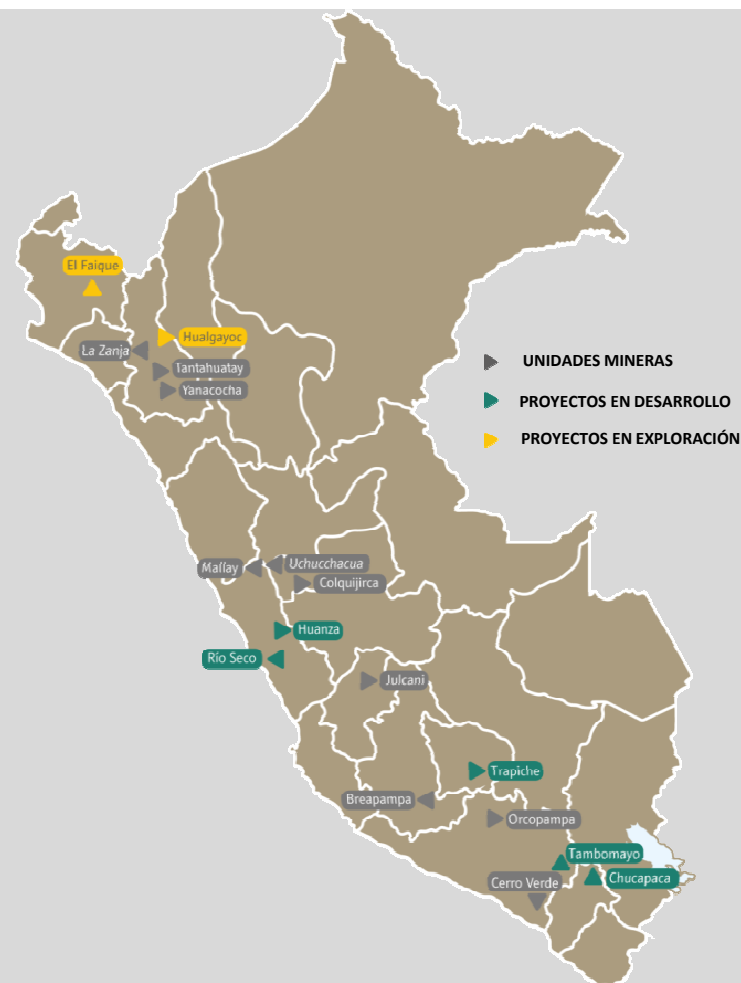 El Faique
Hualgayoc
La Zanja
Tantahuatay
Yanacocha
UNIDADES MINERAS
PROYECTOS EN DESARROLLO
PROYECTOS EN EXPLORACIÓN
Mallay
Uchucchacua
Colquijirca
Huanza
Río Seco
Julcani
Trapiche
Breapampa
Orcopampa
Tambomayo
Cerro Verde
Chucapaca